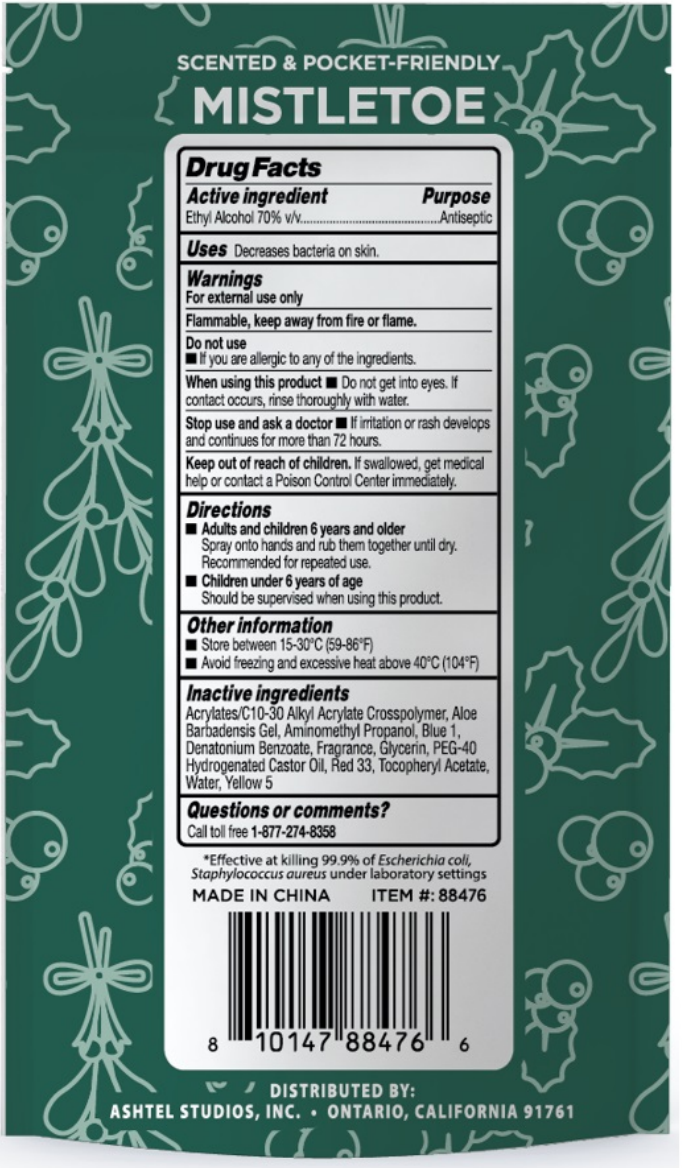 SCENTED & POCKET-FRIENDLY
MISTLETOE
Drug Facts
Active ingredient Purpose
Ethyl Alcohol 70% v/v.............................................Antiseptic
Uses Decreases bacteria on skin.
Warnings
For external use only
Flammable, keep away from fire or flame.
Do not use
■ If you are allergic to any of the ingredients.
When using this product ■ Do not get into eyes. If
contact occurs, rinse thoroughly with water.
Stop use and ask a doctor ■ If irritation or rash develops
and continues for more than 72 hours.
Keep out of reach of children. If swallowed, get medical
help or contact a Poison Control Center immediately.
Directions
■ Adults and children 6 years and older
Spray onto hands and rub them together until dry.
Recommended for repeated use.
■ Children under 6 years of age
Should be supervised when using this product.
Other information
■ Store between 15-30°C (59-86°F)
■ Avoid freezing and excessive heat above 40°C (104°F)
Inactive ingredients
Acrylates/C10-30 Alkyl Acrylate Crosspolymer, Aloe
Barbadensis Gel, Aminomethyl Propanol, Blue 1,
Denatonium Benzoate, Fragrance, Glycerin, PEG-40
Hydrogenated Castor Oil, Red 33, Tocopheryl Acetate,
Water, Yellow 5
Questions or comments?
Call toll free 1-877-274-8358
*Effective at killing 99.9% of Escherichia coli,
Staphylococcus aureus under laboratory settings
MADE IN CHINA ITEM #: 88476
8 10147 88476 6
DISTRIBUTED BY:
ASHTEL STUDIOS, INC. • ONTARIO, CALIFORNIA 91761